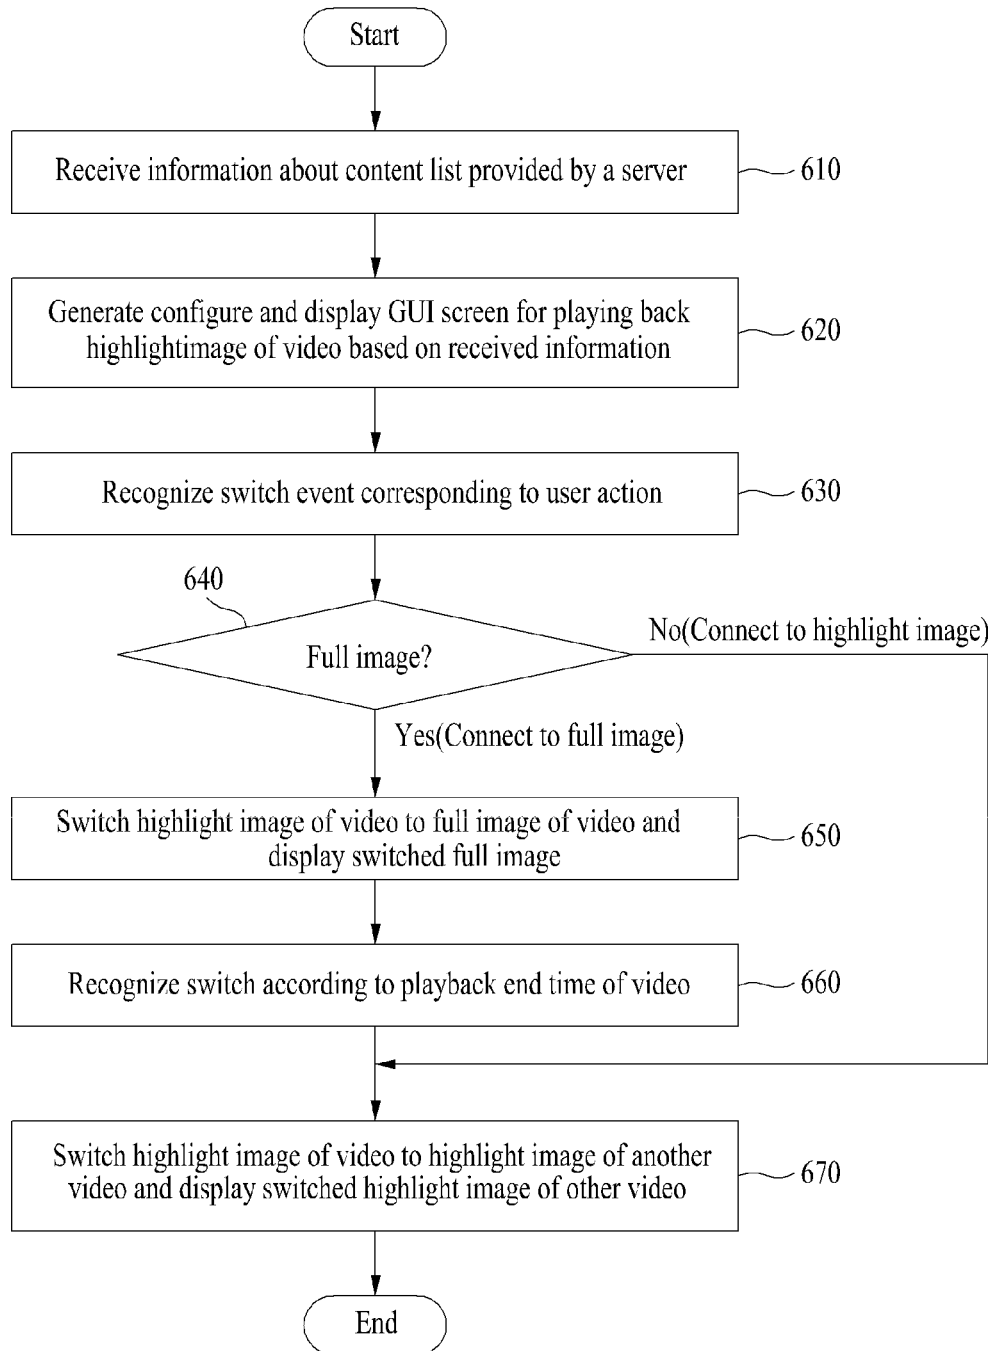 Start
Receive information about content list provided by a server
610
Generate configure and display GUI screen for playing back
highlightimage of video based on received information
620
Recognize switch event corresponding to user action
630
640
Full image?
No(Connect to highlight image)
Yes(Connect to full image)
Switch highlight image of video to full image of video and
display switched full image
650
Recognize switch according to playback end time of video
660
Switch highlight image of video to highlight image of another
video and display switched highlight image of other video
670
End